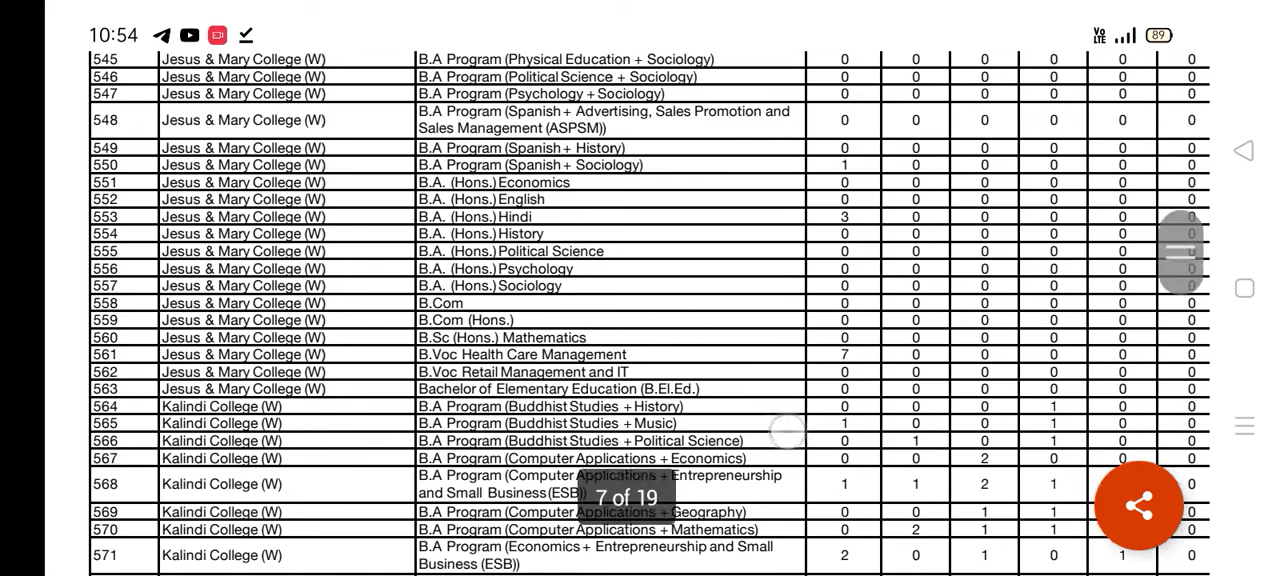 10:54 Vo LTE 89
545 Jesus & Mary College (W) B.A Program (Physical Education + Sociology) 0 0 0 0 0 0
546 Jesus & Mary College (W) B.A Program (Political Science + Sociology) 0 0 0 0 0 0
547 Jesus & Mary College (W) B.A Program (Psychology + Sociology) 0 0 0 0 0 0
548 Jesus & Mary College (W) B.A Program (Spanish + Advertising, Sales Promotion and
Sales Management (ASPSM)) 0 0 0 0 0 0
549 Jesus & Mary College (W) B.A Program (Spanish + History) 0 0 0 0 0 0
550 Jesus & Mary College (W) B.A Program (Spanish + Sociology) 1 0 0 0 0 0
551 Jesus & Mary College (W) B.A. (Hons.) Economics 0 0 0 0 0 0
552 Jesus & Mary College (W) B.A. (Hons.) English 0 0 0 0 0 0
553 Jesus & Mary College (W) B.A. (Hons.) Hindi 3 0 0 0 0 0
554 Jesus & Mary College (W) B.A. (Hons.) History 0 0 0 0 0 0
555 Jesus & Mary College (W) B.A. (Hons.) Political Science 0 0 0 0 0
556 Jesus & Mary College (W) B.A. (Hons.) Psychology 0 0 0 0 0 0
557 Jesus & Mary College (W) B.A. (Hons.) Sociology 0 0 0 0 0 0
558 Jesus & Mary College (W) B.Com 0 0 0 0 0 0
559 Jesus & Mary College (W) B.Com (Hons.) 0 0 0 0 0 0
560 Jesus & Mary College (W) B.Sc (Hons.) Mathematics 0 0 0 0 0 0
561 Jesus & Mary College (W) B.Voc Health Care Management 7 0 0 0 0 0
562 Jesus & Mary College (W) B.Voc Retail Management and IT 0 0 0 0 0 0
563 Jesus & Mary College (W) Bachelor of Elementary Education (B.El.Ed.) 0 0 0 0 0 0
564 Kalindi College (W) B.A Program (Buddhist Studies + History) 0 0 0 1 0 0
565 Kalindi College (W) B.A Program (Buddhist Studies + Music) 1 0 0 1 0 0
566 Kalindi College (W) B.A Program (Buddhist Studies + Political Science) 0 1 0 1 0 0
567 Kalindi College (W) B.A Program (Computer Applications + Economics) 0 0 2 0 0 0
568 Kalindi College (W) B.A Program (Computer Applications + Entrepreneurship
and Small Business (ESB)) 1 1 2 1 0
7 of 19
569 Kalindi College (W) B.A Program (Computer Applications + Geography) 0 0 1 1 0
570 Kalindi College (W) B.A Program (Computer Applications + Mathematics) 0 2 1 1 0
571 Kalindi College (W) B.A Program (Economics + Entrepreneurship and Small
Business (ESB)) 2 0 1 0 1 0